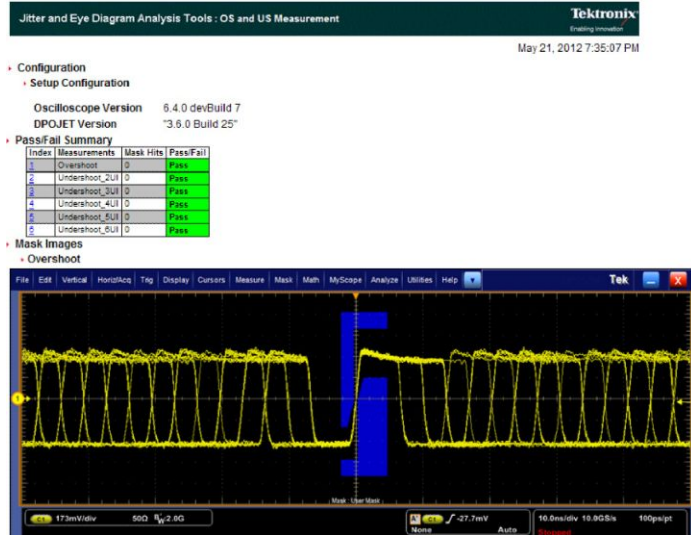 Jitter and Eye Diagram Analysis Tools : OS and US Measurement
Tektronix
Enabling Innovation
May 21, 2012 7:35:07 PM
Configuration
Setup Configuration
Oscilloscope Version 6.4.0 devBuild 7
DPOJET Version "3.6.0 Build 25"
Pass/Fail Summary
Index Measurements Mask Hits Pass/Fail
1 Overshoot 0 Pass
2 Undershoot_2UI 0 Pass
3 Undershoot_3UI 0 Pass
4 Undershoot_4UI 0 Pass
5 Undershoot_5UI 0 Pass
6 Undershoot_6UI 0 Pass
Mask Images
Overshoot
File Edit Vertical Horiz/Acq Trig Display Cursors Measure Mask Math MyScope Analyze Utilities Help Tek X
1
Mask : User Mask
C1 173mV/div 50Ω BW:2.0G
A' C1 -27.7mV
None Auto
10.0ns/div 10.0GS/s 100ps/pt
Stopped